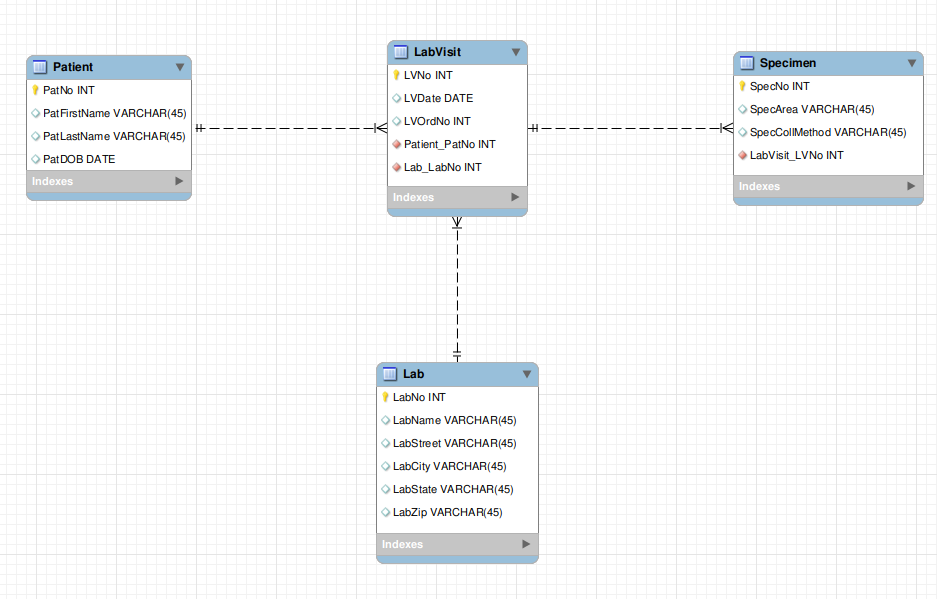 Patient
PatNo INT
PatFirstName VARCHAR(45)
PatLastName VARCHAR(45)
PatDOB DATE
Indexes
LabVisit
LVNo INT
LVDate DATE
LVOrdNo INT
Patient_PatNo INT
Lab_LabNo INT
Indexes
Specimen
SpecNo INT
SpecArea VARCHAR(45)
SpecCollMethod VARCHAR(45)
LabVisit_LVNo INT
Indexes
Lab
LabNo INT
LabName VARCHAR(45)
LabStreet VARCHAR(45)
LabCity VARCHAR(45)
LabState VARCHAR(45)
LabZip VARCHAR(45)
Indexes